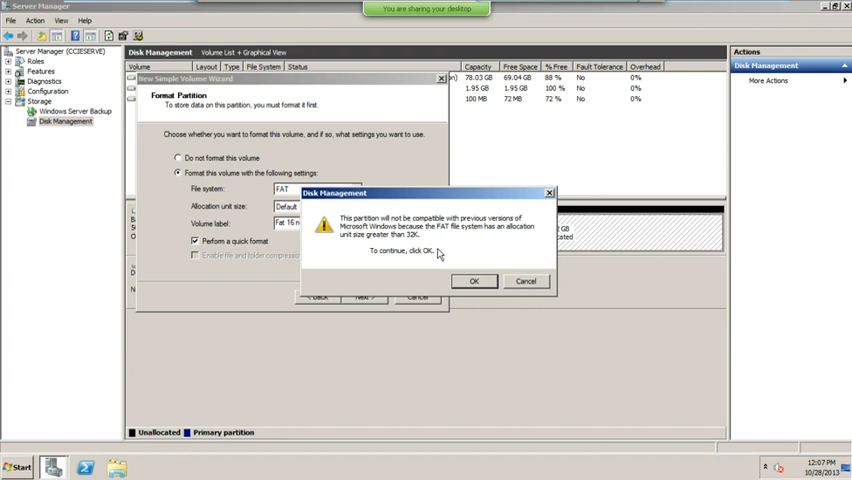 Server Manager
You are sharing your desktop
File Action View Help
Server Manager (CCIESERVE)
Roles
Features
Diagnostics
Configuration
Storage
Windows Server Backup
Disk Management
Disk Management Volume List + Graphical View
Volume Layout Type File System Status Capacity Free Space % Free Fault Tolerance Overhead
78.03 GB 69.04 GB 88 % No 0%
1.95 GB 1.95 GB 100 % No 0%
100 MB 72 MB 72 % No 0%
New Simple Volume Wizard
Format Partition
To store data on this partition, you must format it first.
Choose whether you want to format this volume, and if so, what settings you want to use.
Do not format this volume
Format this volume with the following settings:
File system: FAT
Allocation unit size: Default
Volume label: Fat 16 n
Perform a quick format
Enable file and folder compression
< Back Next > Cancel
Disk Management
This partition will not be compatible with previous versions of
Microsoft Windows because the FAT file system has an allocation
unit size greater than 32K.
To continue, click OK.
OK Cancel
Unallocated Primary partition
Actions
Disk Management
More Actions
Start
12:07 PM
10/28/2013